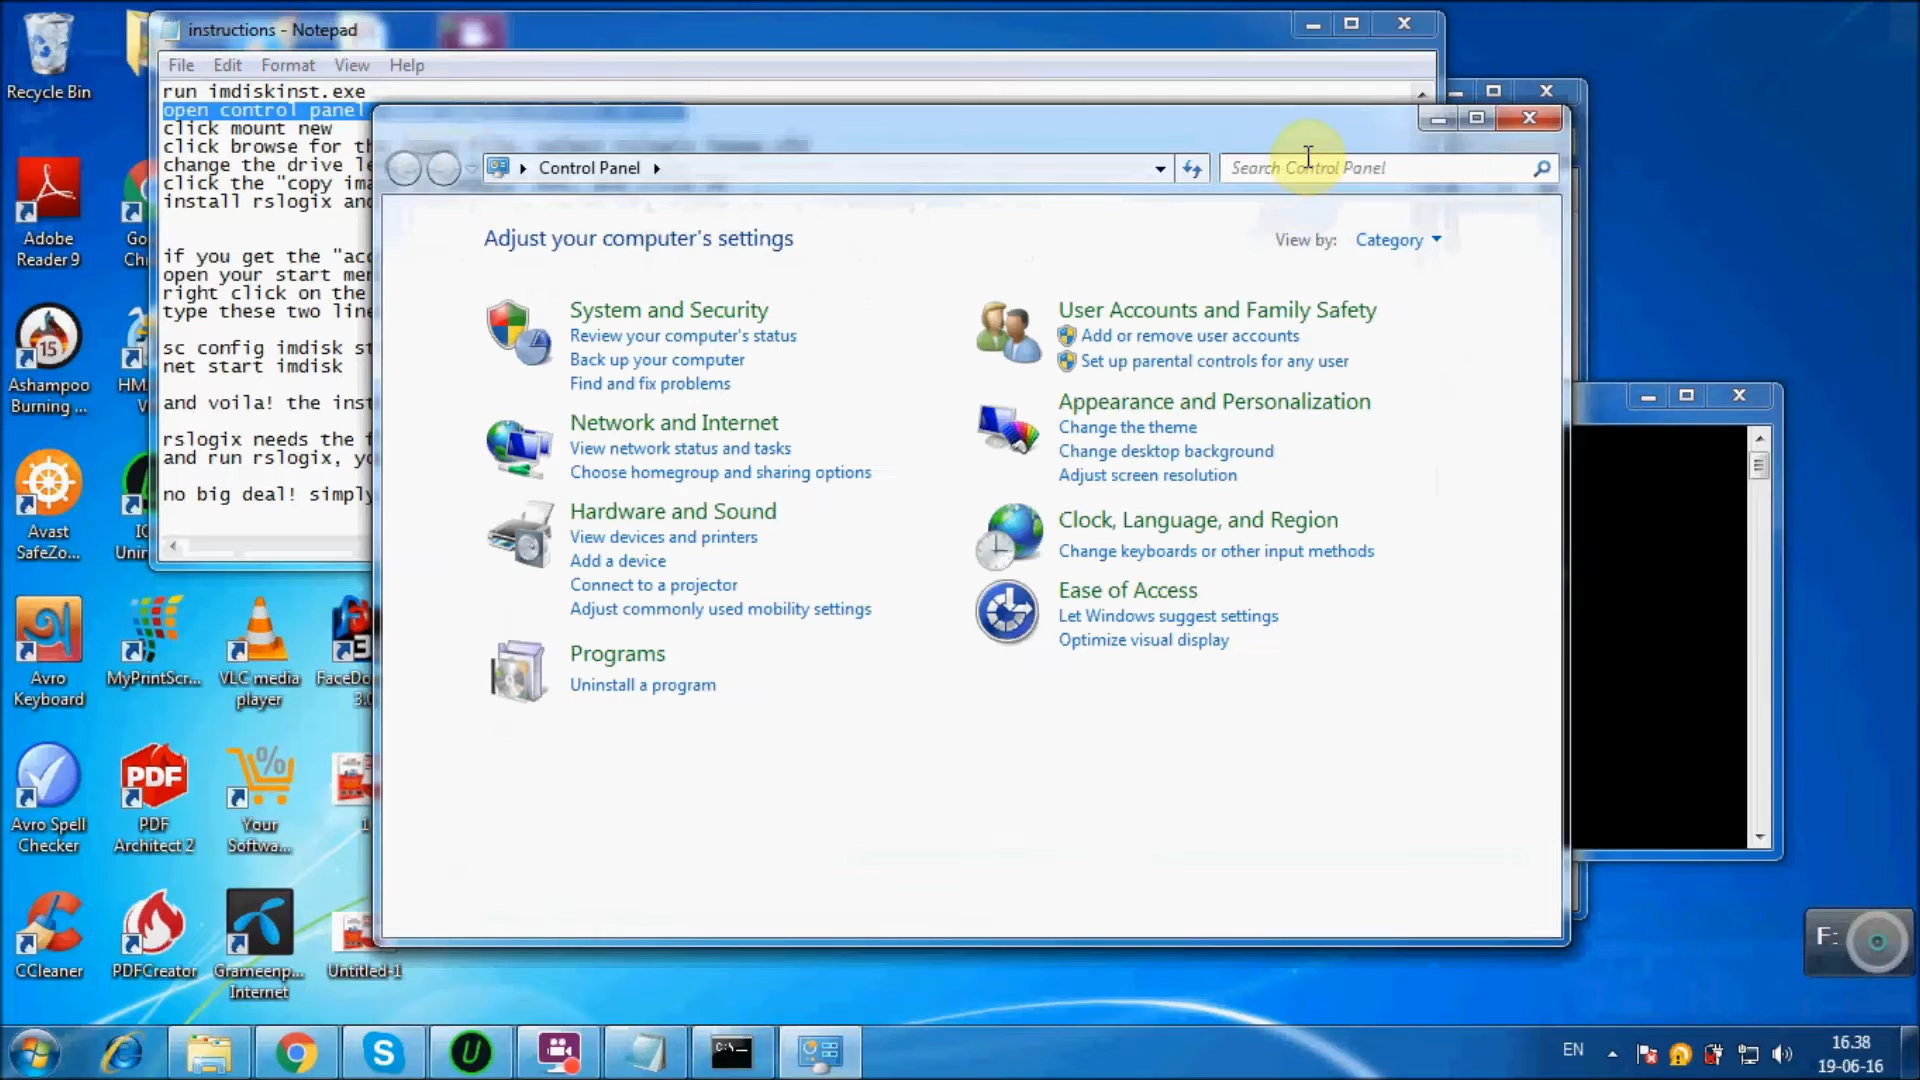 instructions - Notepad
File Edit Format View Help
run imdiskinst.exe
open control panel
click mount new
click browse for th
change the drive le
click the "copy ima
install rslogix and
if you get the "acc
open your start men
right click on the
type these two line
sc config imdisk st
net start imdisk
and voila! the inst
rslogix needs the f
and run rslogix, yo
no big deal! simply
Control Panel
Search Control Panel
Adjust your computer's settings
View by: Category
System and Security
Review your computer's status
Back up your computer
Find and fix problems
Network and Internet
View network status and tasks
Choose homegroup and sharing options
Hardware and Sound
View devices and printers
Add a device
Connect to a projector
Adjust commonly used mobility settings
Programs
Uninstall a program
User Accounts and Family Safety
Add or remove user accounts
Set up parental controls for any user
Appearance and Personalization
Change the theme
Change desktop background
Adjust screen resolution
Clock, Language, and Region
Change keyboards or other input methods
Ease of Access
Let Windows suggest settings
Optimize visual display
Recycle Bin
Adobe
Reader 9
Go
Ch
15
Ashampoo
Burning ...
HM
V
Avast
SafeZo...
IO
Unin
Avro
Keyboard
MyPrintScr...
VLC media
player
FaceDo
3.0
Avro Spell
Checker
PDF
PDF
Architect 2
%
Your
Softwa...
1
CCleaner
PDFCreator
Grameenp...
Internet
Untitled-1
F:
C:\
EN
16.38
19-06-16